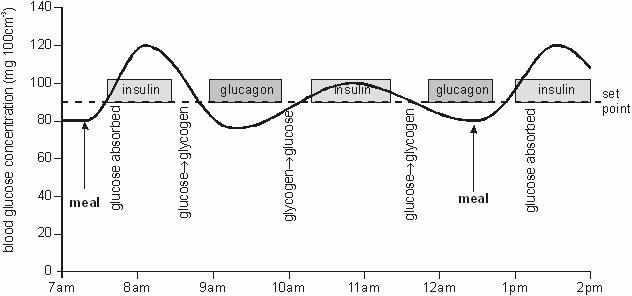 blood glucose concentration (mg 100cm⁻³)
140
120
100
80
60
40
20
0
insulin
glucagon
insulin
glucagon
insulin
set
point
meal
glucose absorbed
glucose→glycogen
glycogen→glucose
glucose→glycogen
meal
glucose absorbed
7am
8am
9am
10am
11am
12am
1pm
2pm